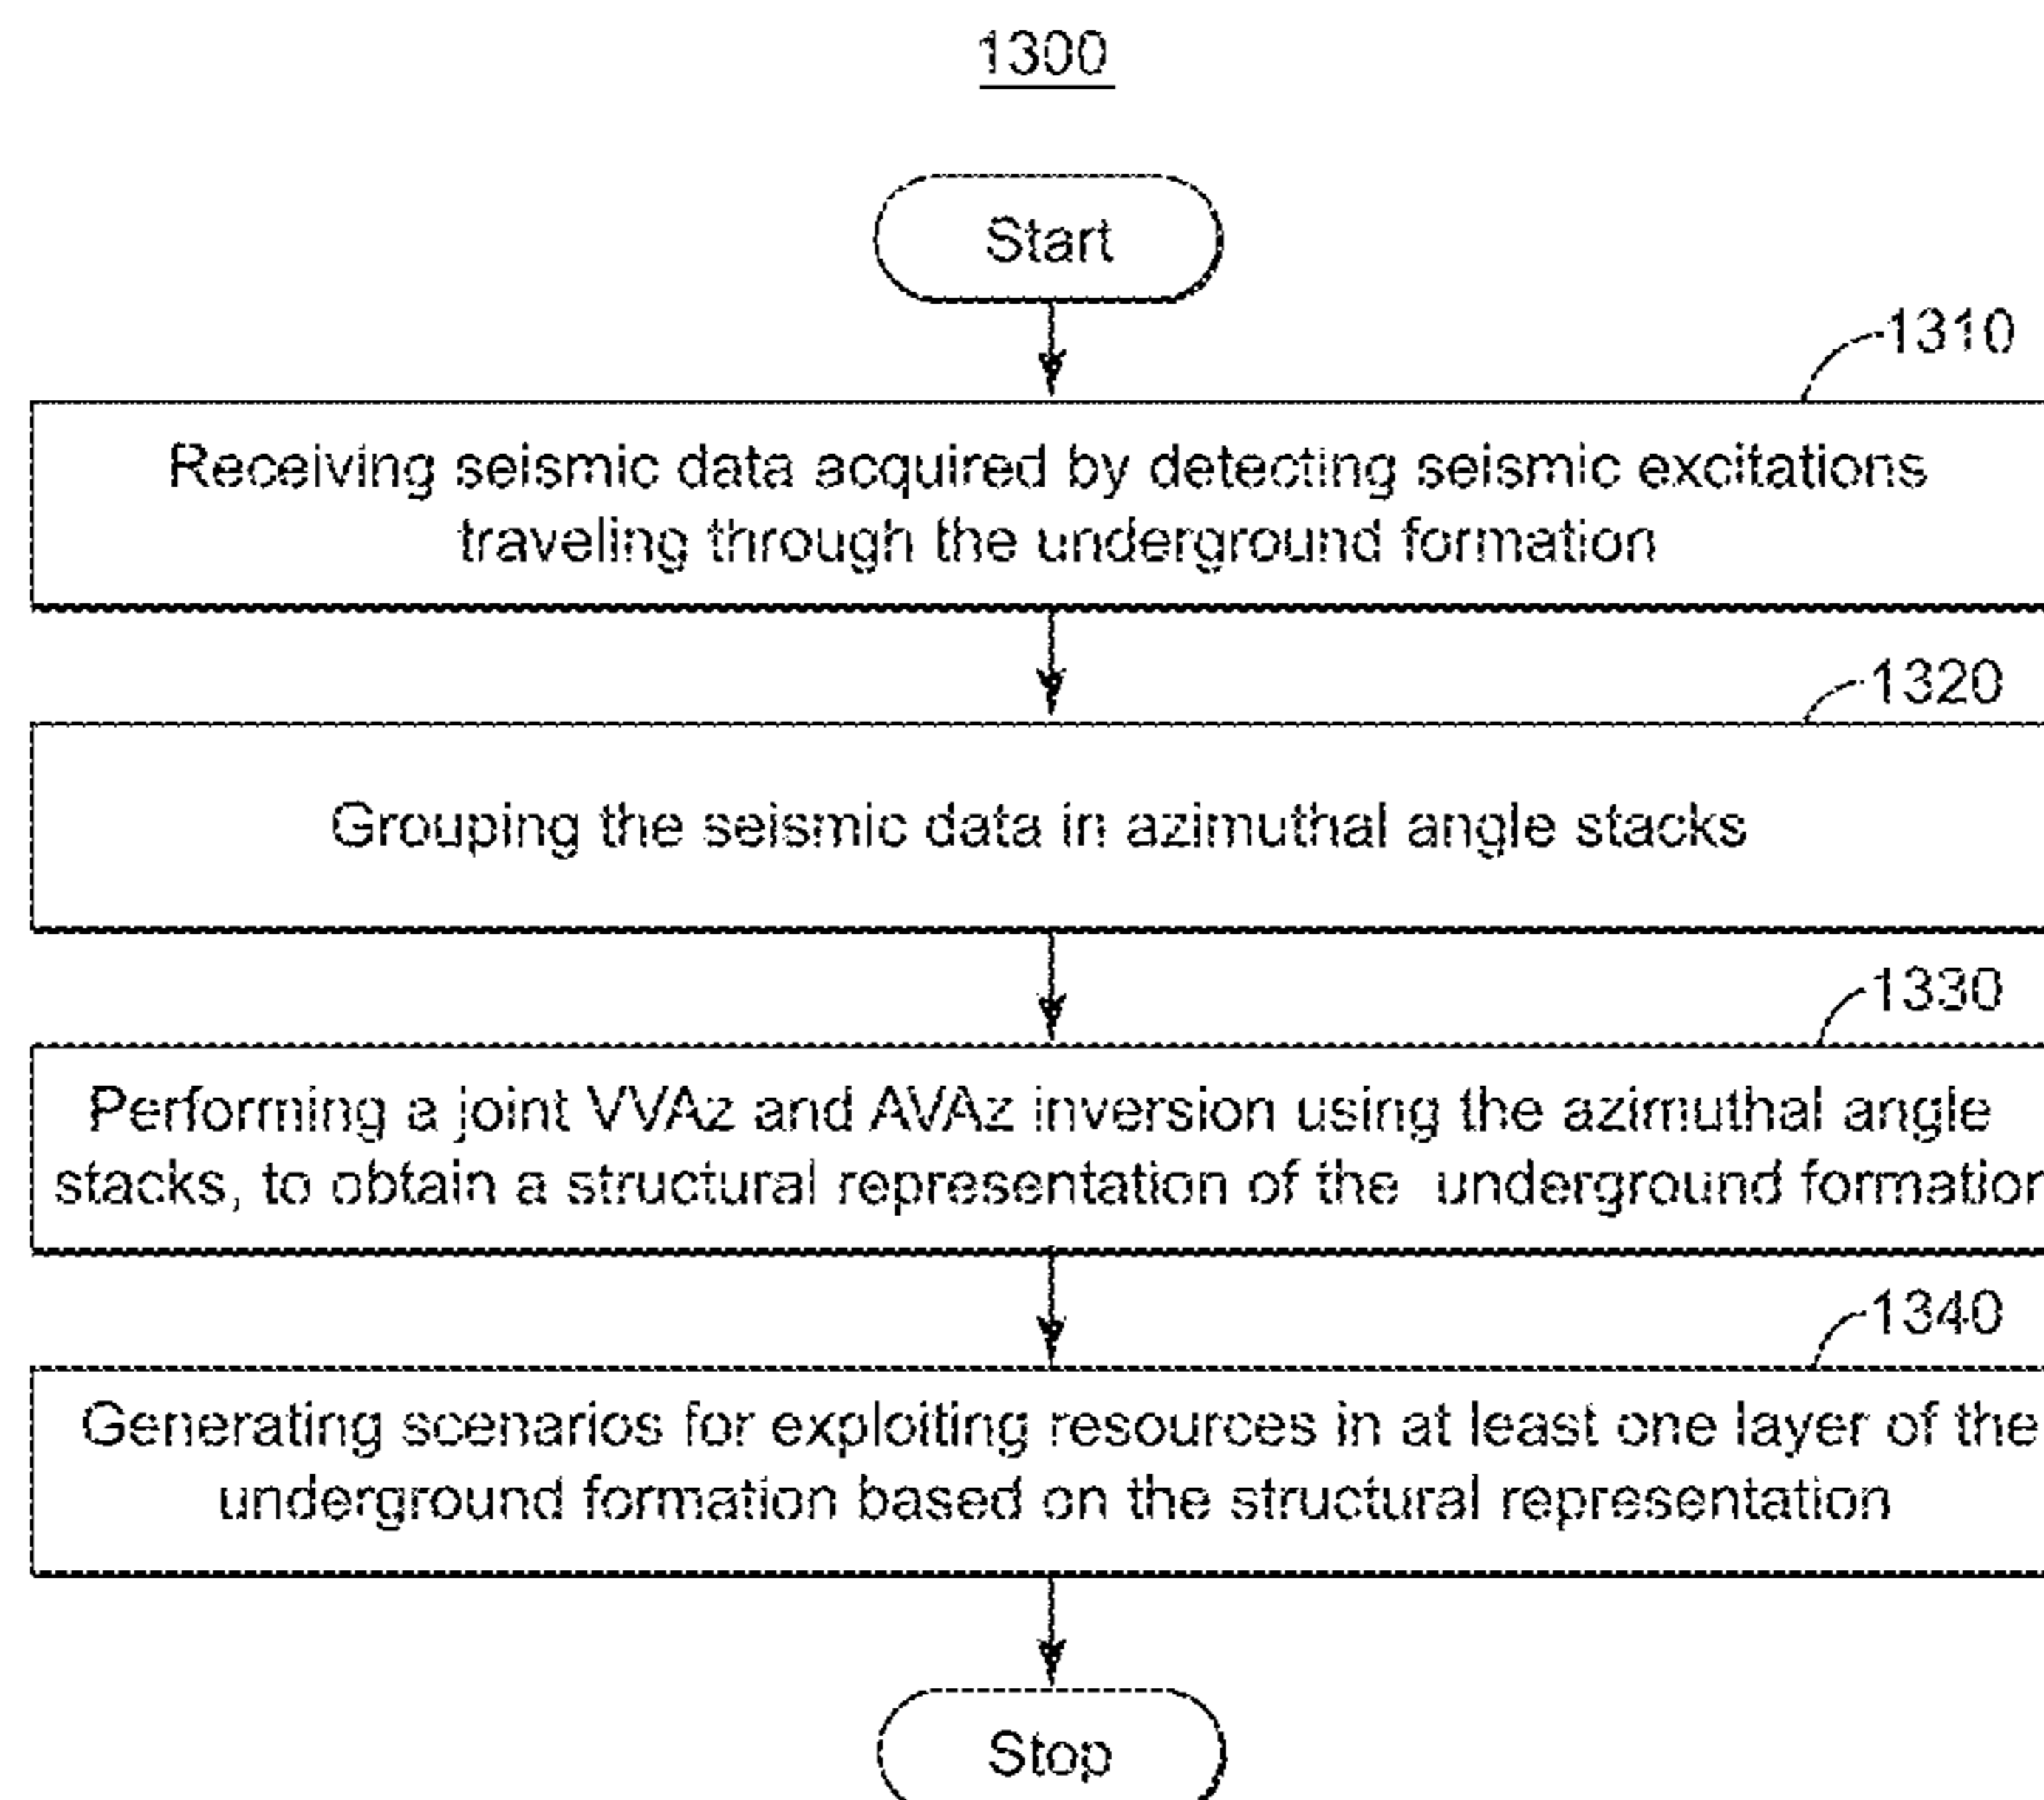 1300
Start
1310
Receiving seismic data acquired by detecting seismic excitations
traveling through the underground formation
1320
Grouping the seismic data in azimuthal angle stacks
1330
Performing a joint VVAz and AVAz inversion using the azimuthal angle
stacks, to obtain a structural representation of the underground formation
1340
Generating scenarios for exploiting resources in at least one layer of the
underground formation based on the structural representation
Stop